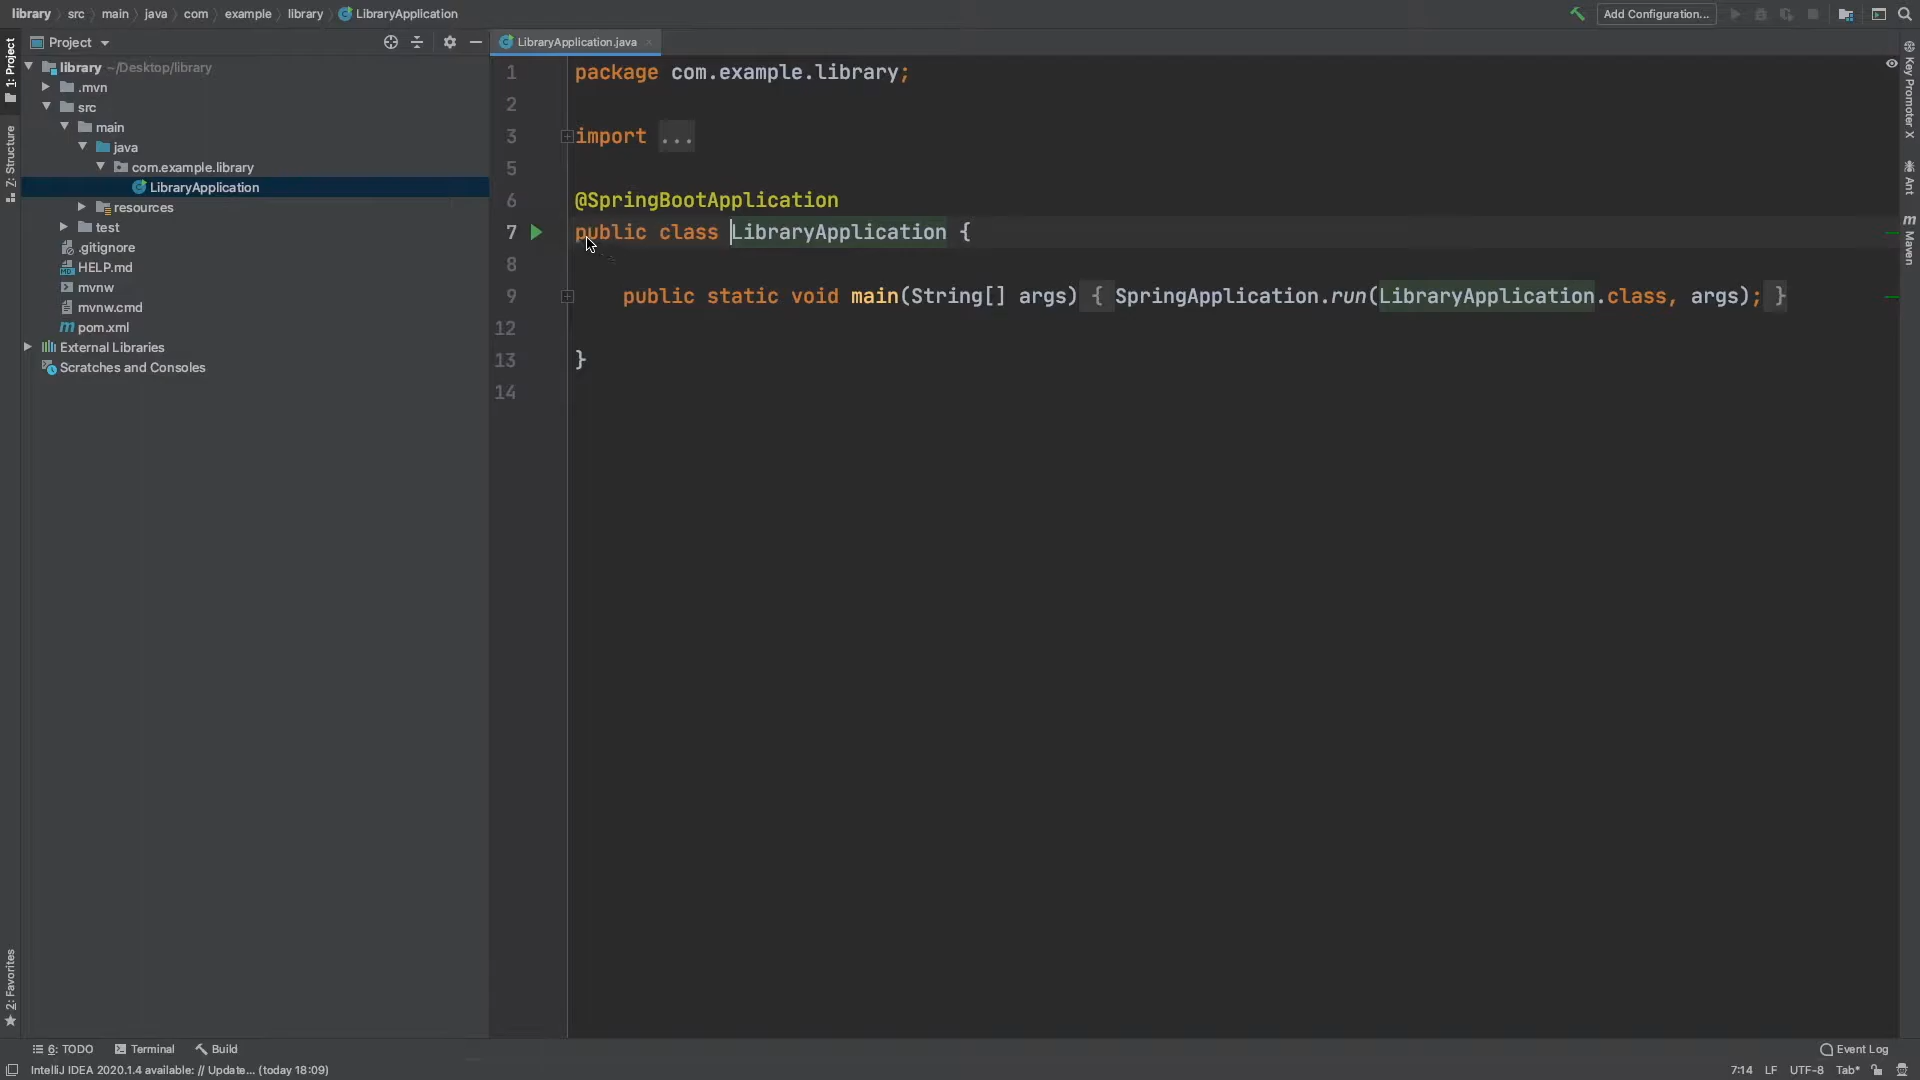 library src main java com example library LibraryApplication
Add Configuration...
Project
LibraryApplication.java
1: Project
Z: Structure
2: Favorites
library ~/Desktop/library
.mvn
src
main
java
com.example.library
LibraryApplication
resources
test
.gitignore
HELP.md
mvnw
mvnw.cmd
pom.xml
External Libraries
Scratches and Consoles
1 package com.example.library;
2
3 import ...
5
6 @SpringBootApplication
7 public class LibraryApplication {
8
9 public static void main(String[] args) { SpringApplication.run(LibraryApplication.class, args); }
12
13 }
14
Key Promoter X
Ant
Maven
6: TODO Terminal Build
Event Log
IntelliJ IDEA 2020.1.4 available: // Update... (today 18:09)
7:14 LF UTF-8 Tab*